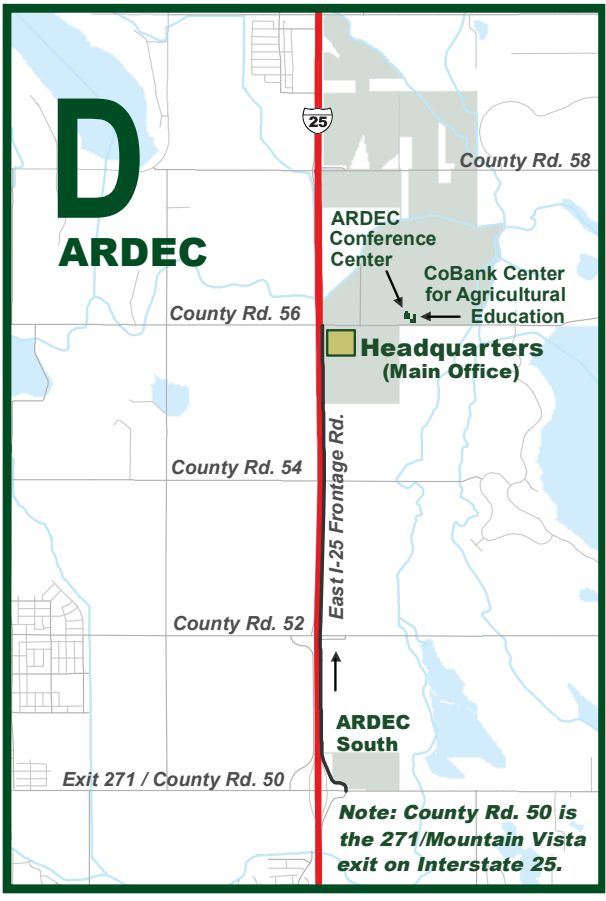 D
ARDEC
25
County Rd. 58
ARDEC
Conference
Center
CoBank Center
for Agricultural
Education
County Rd. 56
Headquarters
(Main Office)
County Rd. 54
East I-25 Frontage Rd.
County Rd. 52
ARDEC
South
Exit 271 / County Rd. 50
Note: County Rd. 50 is
the 271/Mountain Vista
exit on Interstate 25.